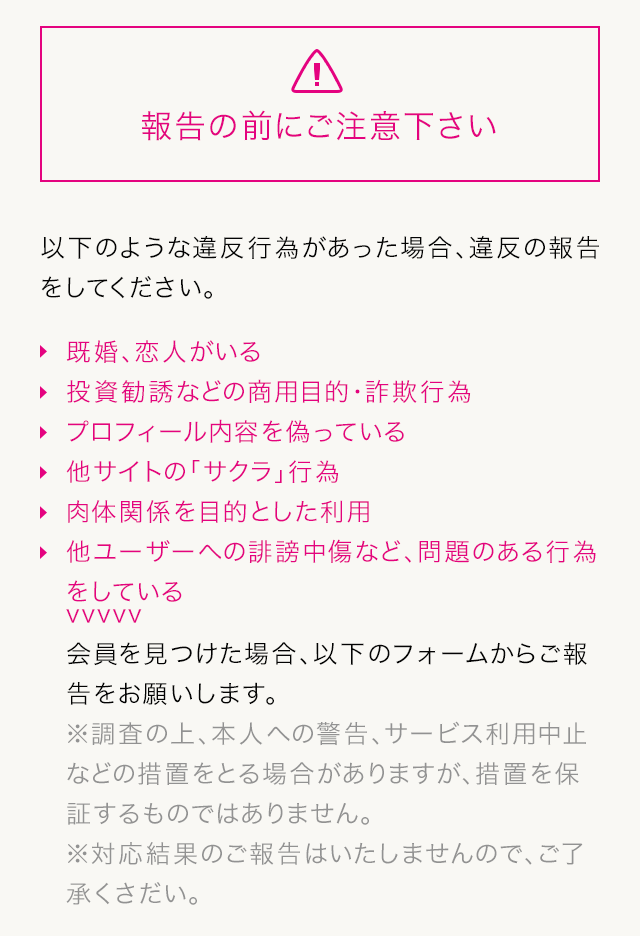 報告の前にご注意下さい
以下のような違反行為があった場合、違反の報告
をしてください。
既婚、恋人がいる
投資勧誘などの商用目的・詐欺行為
プロフィール内容を偽っている
他サイトの「サクラ」行為
肉体関係を目的とした利用
他ユーザーへの誹謗中傷など、問題のある行為
をしている
VVVVV
会員を見つけた場合、以下のフォームからご報
告をお願いします。
※調査の上、本人への警告、サービス利用中止
などの措置をとる場合がありますが、措置を保
証するものではありません。
※対応結果のご報告はいたしませんので、ご了
承くさだい。